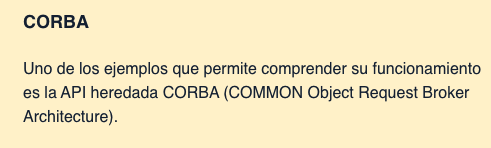 CORBA
Uno de los ejemplos que permite comprender su funcionamiento
es la API heredada CORBA (COMMON Object Request Broker
Architecture).